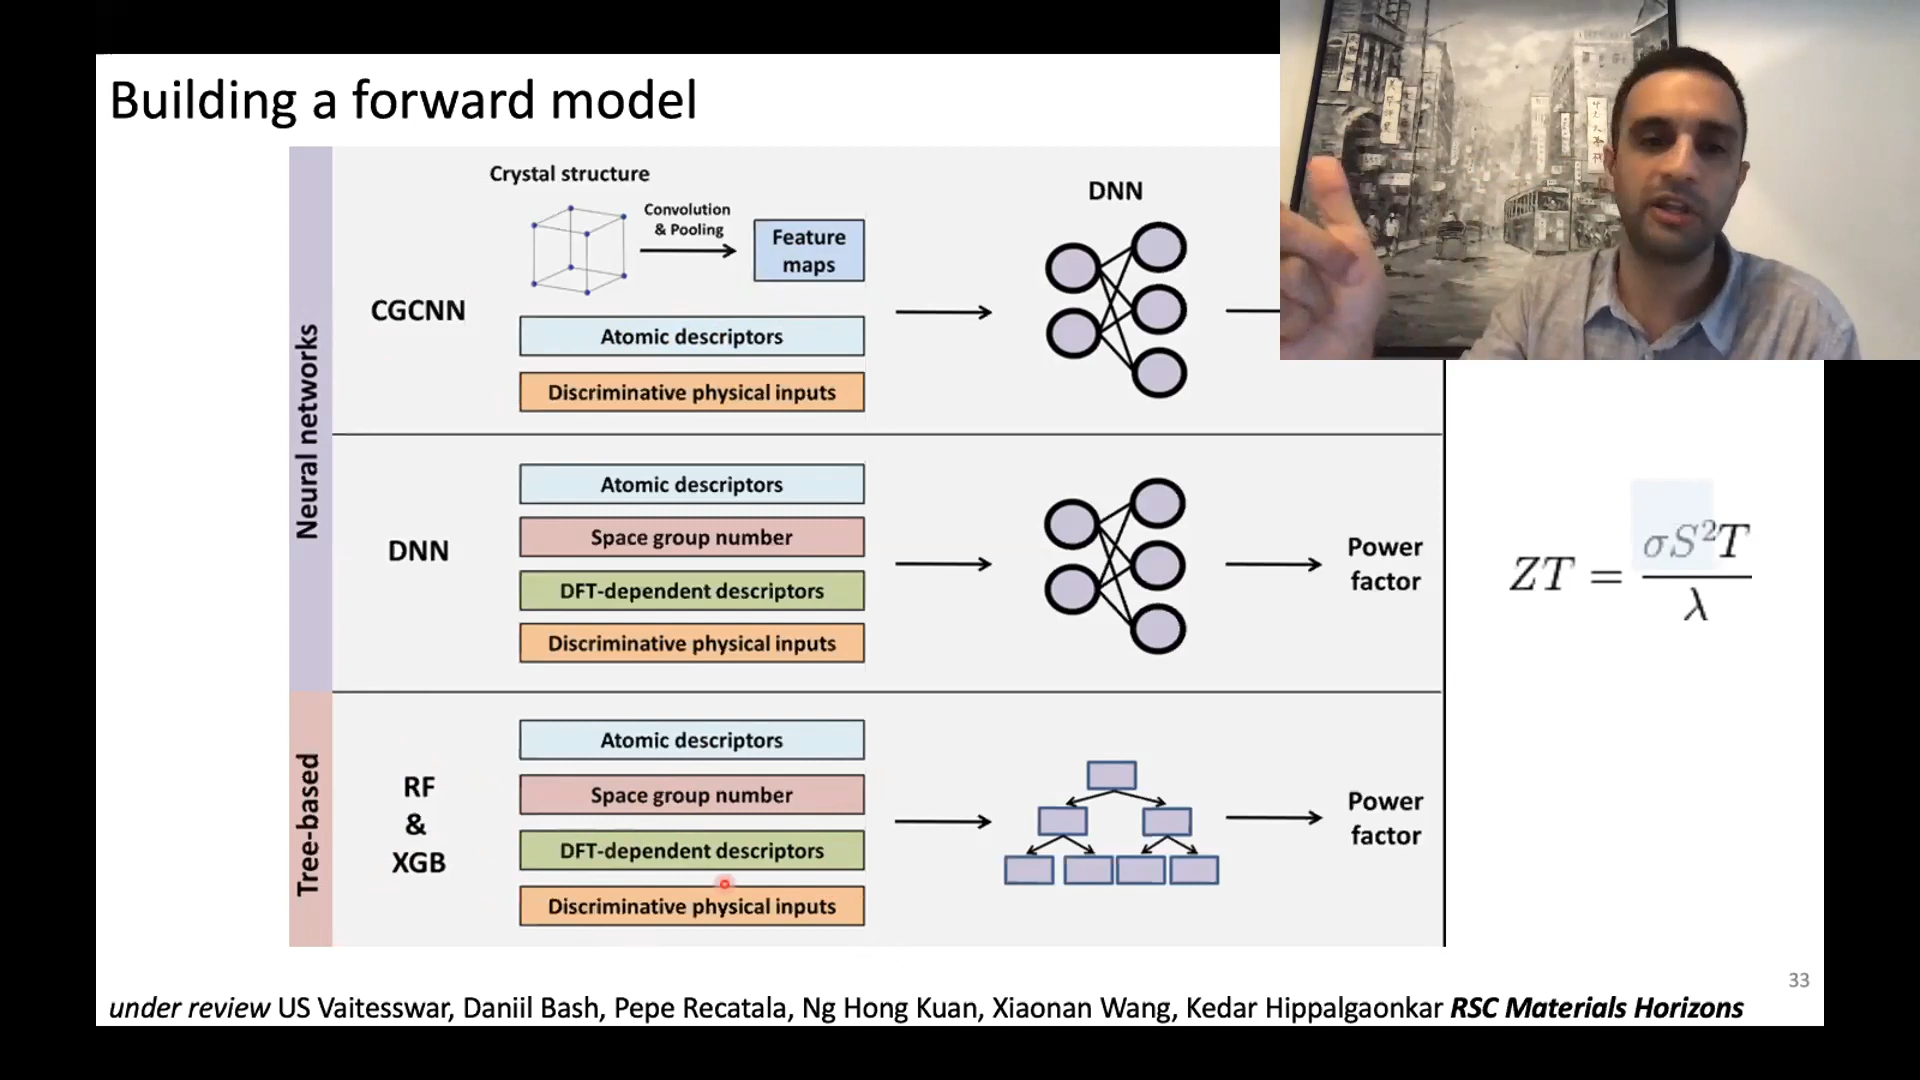 Building a forward model
Crystal structure
Convolution
& Pooling
Feature
maps
DNN
CGCNN
Atomic descriptors
Discriminative physical inputs
Neural networks
Atomic descriptors
Space group number
DNN
DFT-dependent descriptors
Discriminative physical inputs
Power
factor
ZT = σS²T / λ
Tree-based
RF
&
XGB
Atomic descriptors
Space group number
DFT-dependent descriptors
Discriminative physical inputs
Power
factor
33
under review US Vaitesswar, Daniil Bash, Pepe Recatala, Ng Hong Kuan, Xiaonan Wang, Kedar Hippalgaonkar RSC Materials Horizons